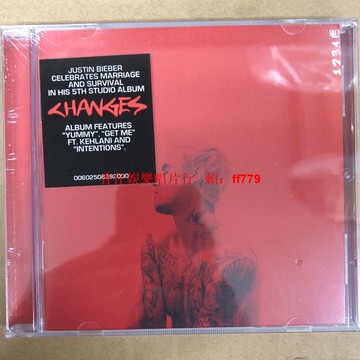 JUSTIN BIEBER
CELEBRATES MARRIAGE
AND SURVIVAL
IN HIS 5TH STUDIO ALBUM
CHANGES
ALBUM FEATURES
"YUMMY", "GET ME"
FT. KEHLANI AND
"INTENTIONS".
ff779